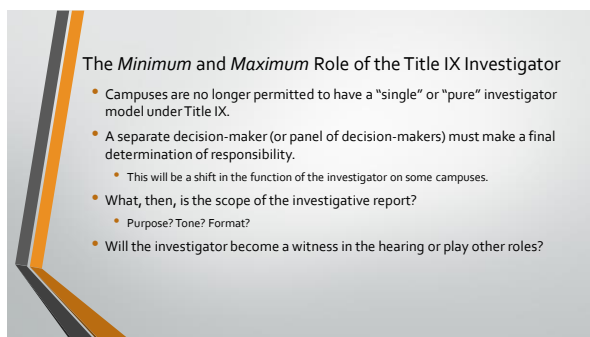 The Minimum and Maximum Role of the Title IX Investigator
• Campuses are no longer permitted to have a “single” or “pure” investigator
model under Title IX.
• A separate decision-maker (or panel of decision-makers) must make a final
determination of responsibility.
• This will be a shift in the function of the investigator on some campuses.
• What, then, is the scope of the investigative report?
• Purpose? Tone? Format?
• Will the investigator become a witness in the hearing or play other roles?